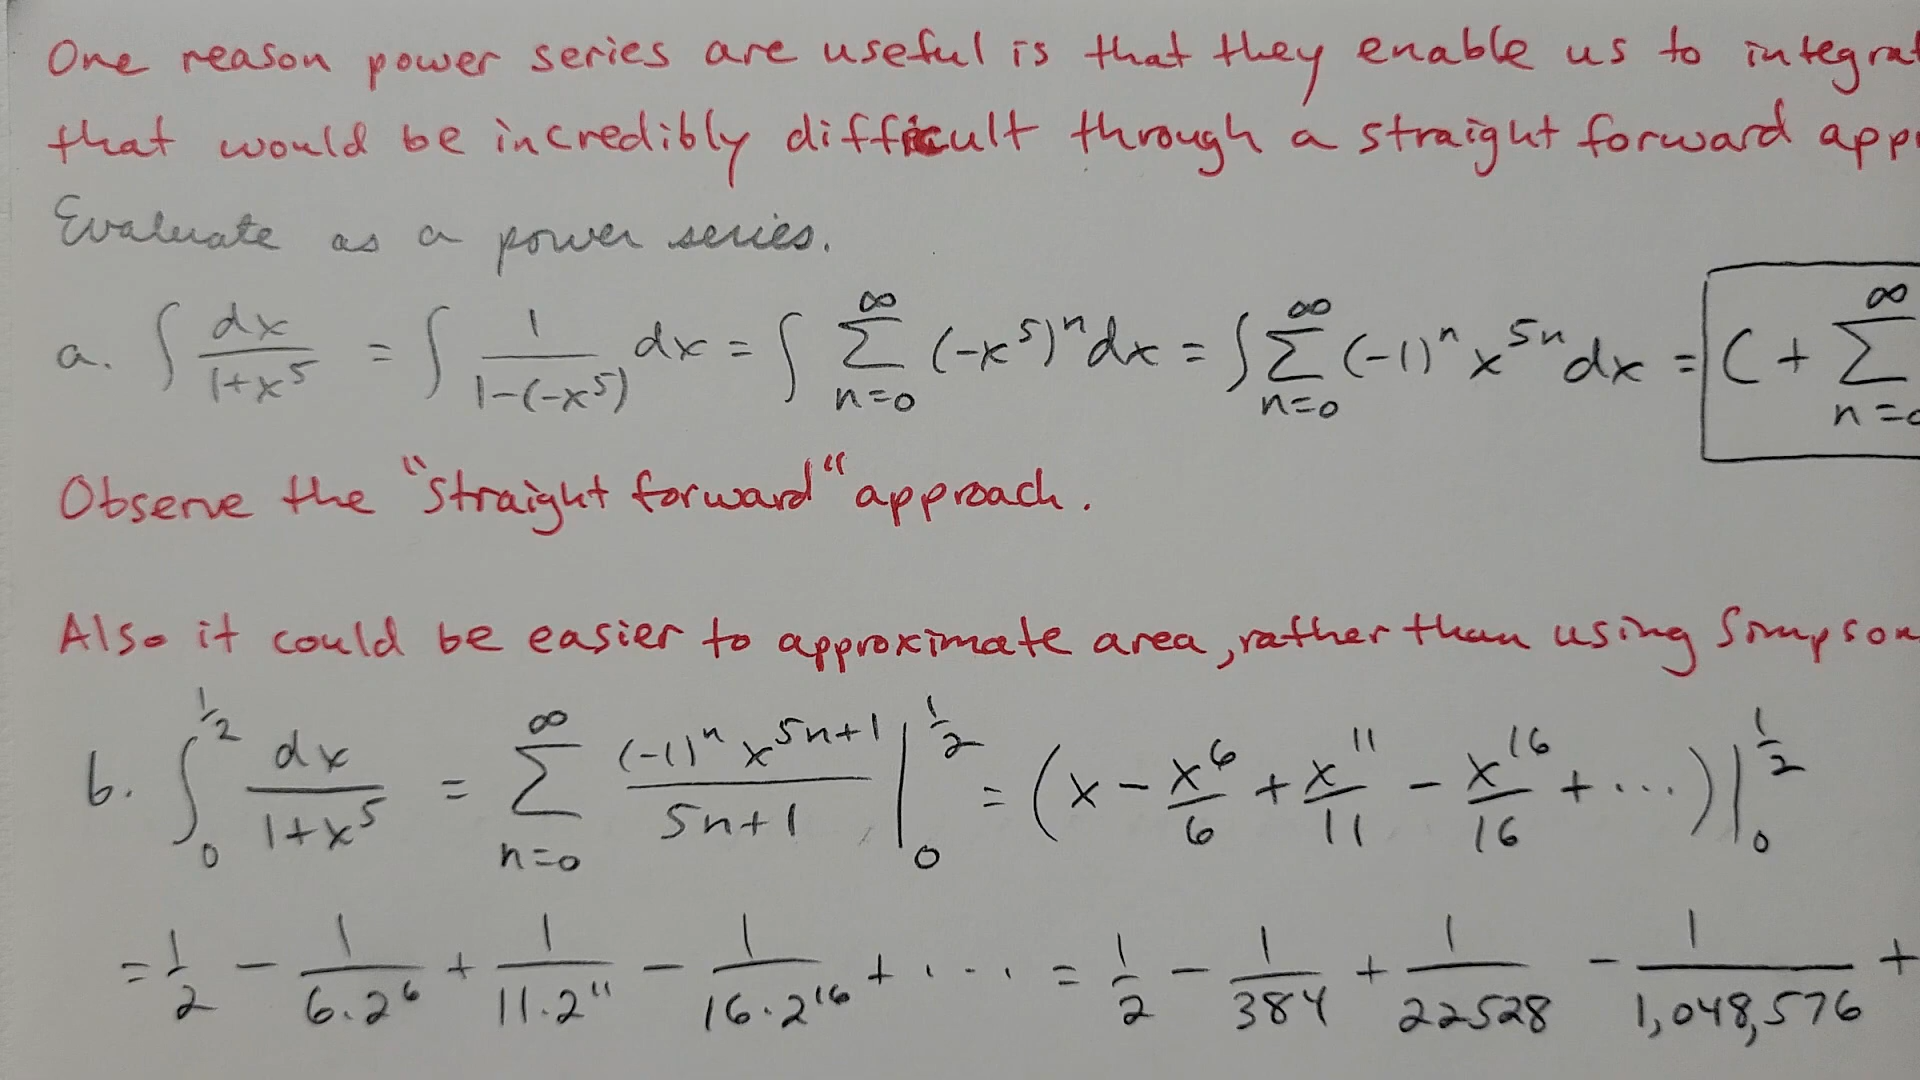 One reason power series are useful is that they enable us to integrat
that would be incredibly difficult through a straight forward app
Evaluate as a power series.
a. ∫ dx/(1+x^5) = ∫ 1/(1-(-x^5)) dx = ∫ ∑_{n=0}^{∞} (-x^5)^n dx = ∫ ∑_{n=0}^{∞} (-1)^n x^{5n} dx = C + ∑_{n=0}^{∞}
Observe the "straight forward" approach.
Also it could be easier to approximate area, rather than using Simpson
b. ∫_0^{1/2} dx/(1+x^5) = ∑_{n=0}^{∞} (-1)^n x^{5n+1}/(5n+1) |_0^{1/2} = (x - x^6/6 + x^11/11 - x^16/16 + ...)|_0^{1/2}
= 1/2 - 1/(6·2^6) + 1/(11·2^11) - 1/(16·2^16) + ... = 1/2 - 1/384 + 1/22528 - 1/1,048,576 +